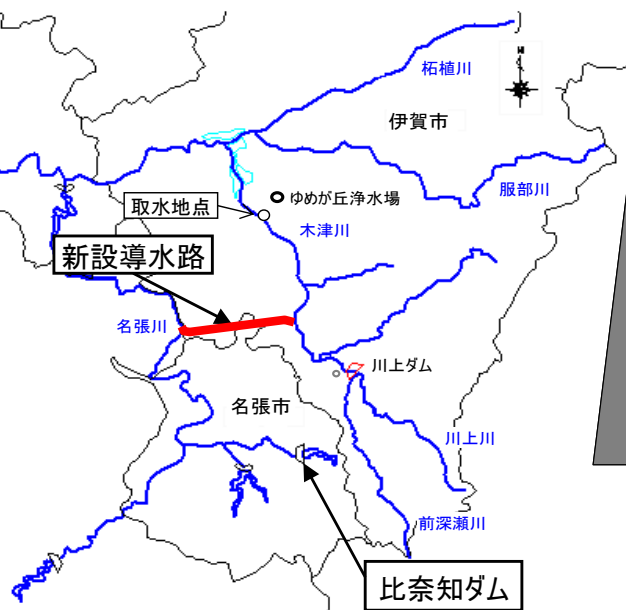 柘植川
伊賀市
服部川
ゆめが丘浄水場
取水地点
木津川
新設導水路
名張川
川上ダム
名張市
川上川
前深瀬川
比奈知ダム